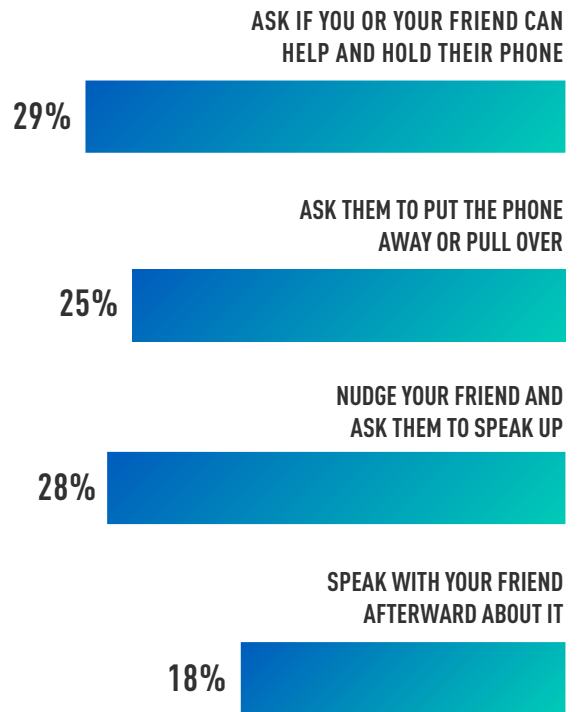 ASK IF YOU OR YOUR FRIEND CAN
HELP AND HOLD THEIR PHONE
29%
ASK THEM TO PUT THE PHONE
AWAY OR PULL OVER
25%
NUDGE YOUR FRIEND AND
ASK THEM TO SPEAK UP
28%
SPEAK WITH YOUR FRIEND
AFTERWARD ABOUT IT
18%